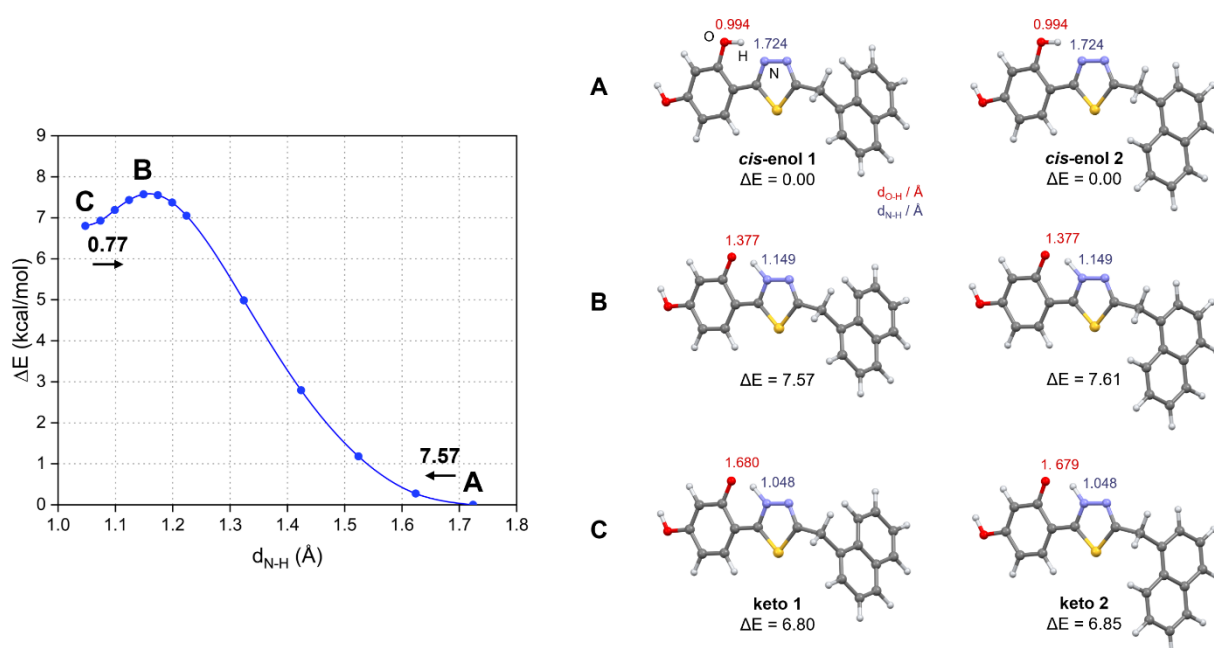 9
8
7
6
5
4
3
2
1
0
ΔE (kcal/mol)
1.0 1.1 1.2 1.3 1.4 1.5 1.6 1.7 1.8
d N-H (Å)
C
B
A
0.77
7.57
A
0.994
O
H
1.724
N
cis-enol 1
ΔE = 0.00
d O-H / Å
d N-H / Å
0.994
1.724
cis-enol 2
ΔE = 0.00
B
1.377
1.149
ΔE = 7.57
1.377
1.149
ΔE = 7.61
C
1.680
1.048
keto 1
ΔE = 6.80
1. 679
1.048
keto 2
ΔE = 6.85